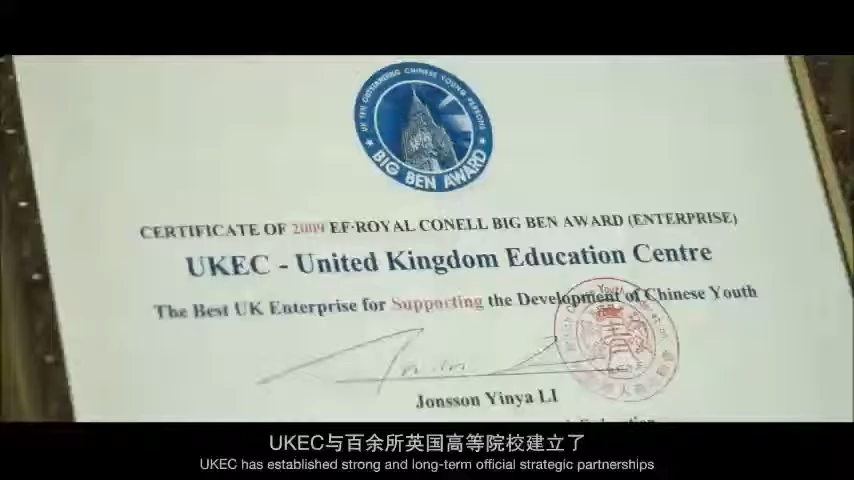 UK TEN OUTSTANDING CHINESE YOUNG PERSONS
BIG BEN AWARD
CERTIFICATE OF 2009 EF-ROYAL CONELL BIG BEN AWARD (ENTERPRISE)
UKEC - United Kingdom Education Centre
The Best UK Enterprise for Supporting the Development of Chinese Youth
Jonsson Yinya LI
UKEC与百余所英国高等院校建立了
UKEC has established strong and long-term official strategic partnerships